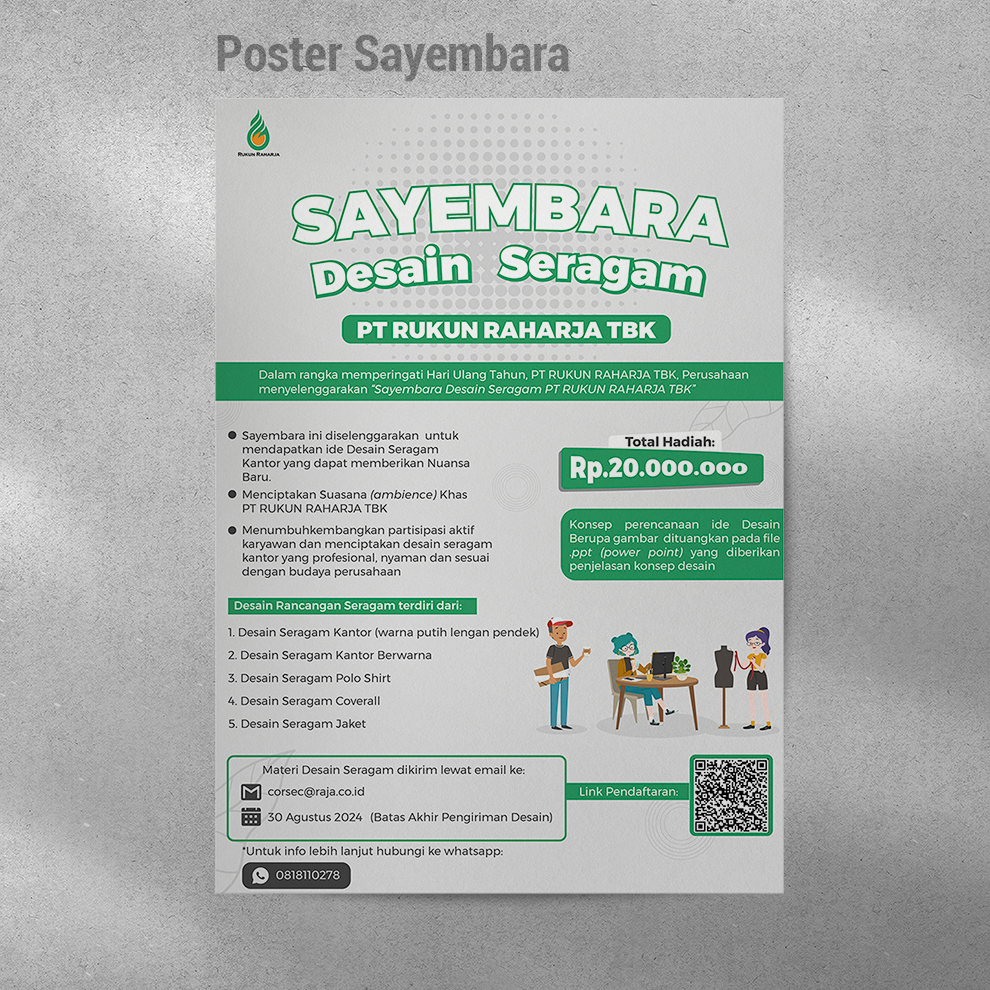 Poster Sayembara
RUKUN RAHARJA
SAYEMBARA
Desain Seragam
PT RUKUN RAHARJA TBK
Dalam rangka memperingati Hari Ulang Tahun, PT RUKUN RAHARJA TBK, Perusahaan
menyelenggarakan “Sayembara Desain Seragam PT RUKUN RAHARJA TBK”
Sayembara ini diselenggarakan untuk
mendapatkan ide Desain Seragam
Kantor yang dapat memberikan Nuansa
Baru.
Menciptakan Suasana (ambience) Khas
PT RUKUN RAHARJA TBK
Menumbuhkembangkan partisipasi aktif
karyawan dan menciptakan desain seragam
kantor yang profesional, nyaman dan sesuai
dengan budaya perusahaan
Total Hadiah:
Rp.20.000.000
Konsep perencanaan ide Desain
Berupa gambar dituangkan pada file
.ppt (power point) yang diberikan
penjelasan konsep desain
Desain Rancangan Seragam terdiri dari:
1. Desain Seragam Kantor (warna putih lengan pendek)
2. Desain Seragam Kantor Berwarna
3. Desain Seragam Polo Shirt
4. Desain Seragam Coverall
5. Desain Seragam Jaket
Materi Desain Seragam dikirim lewat email ke:
corsec@raja.co.id
30 Agustus 2024 (Batas Akhir Pengiriman Desain)
Link Pendaftaran:
*Untuk info lebih lanjut hubungi ke whatsapp:
0818110278